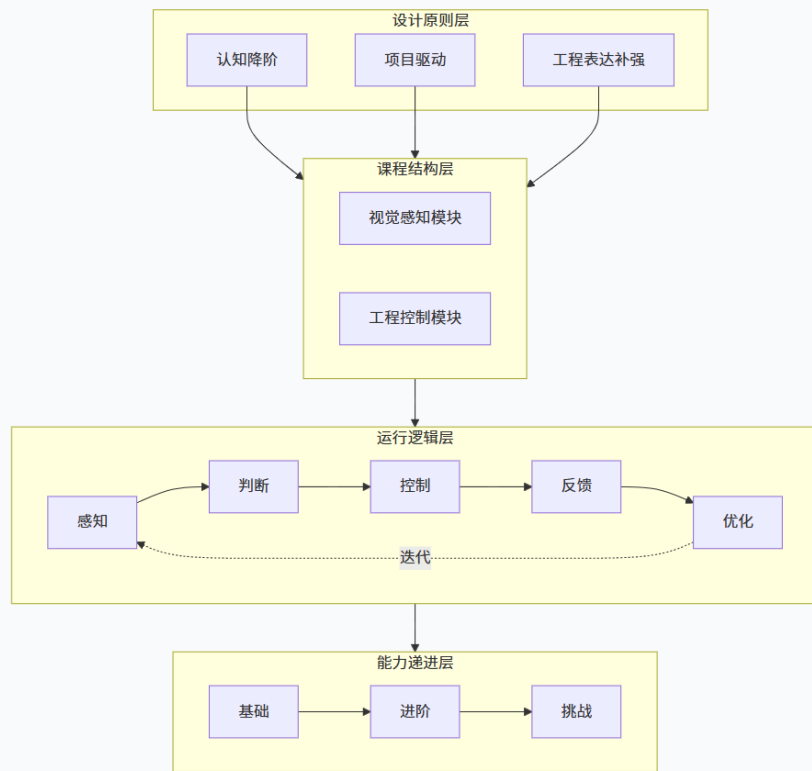 设计原则层
认知降阶
项目驱动
工程表达补强
课程结构层
视觉感知模块
工程控制模块
运行逻辑层
感知
判断
控制
反馈
优化
迭代
能力递进层
基础
进阶
挑战